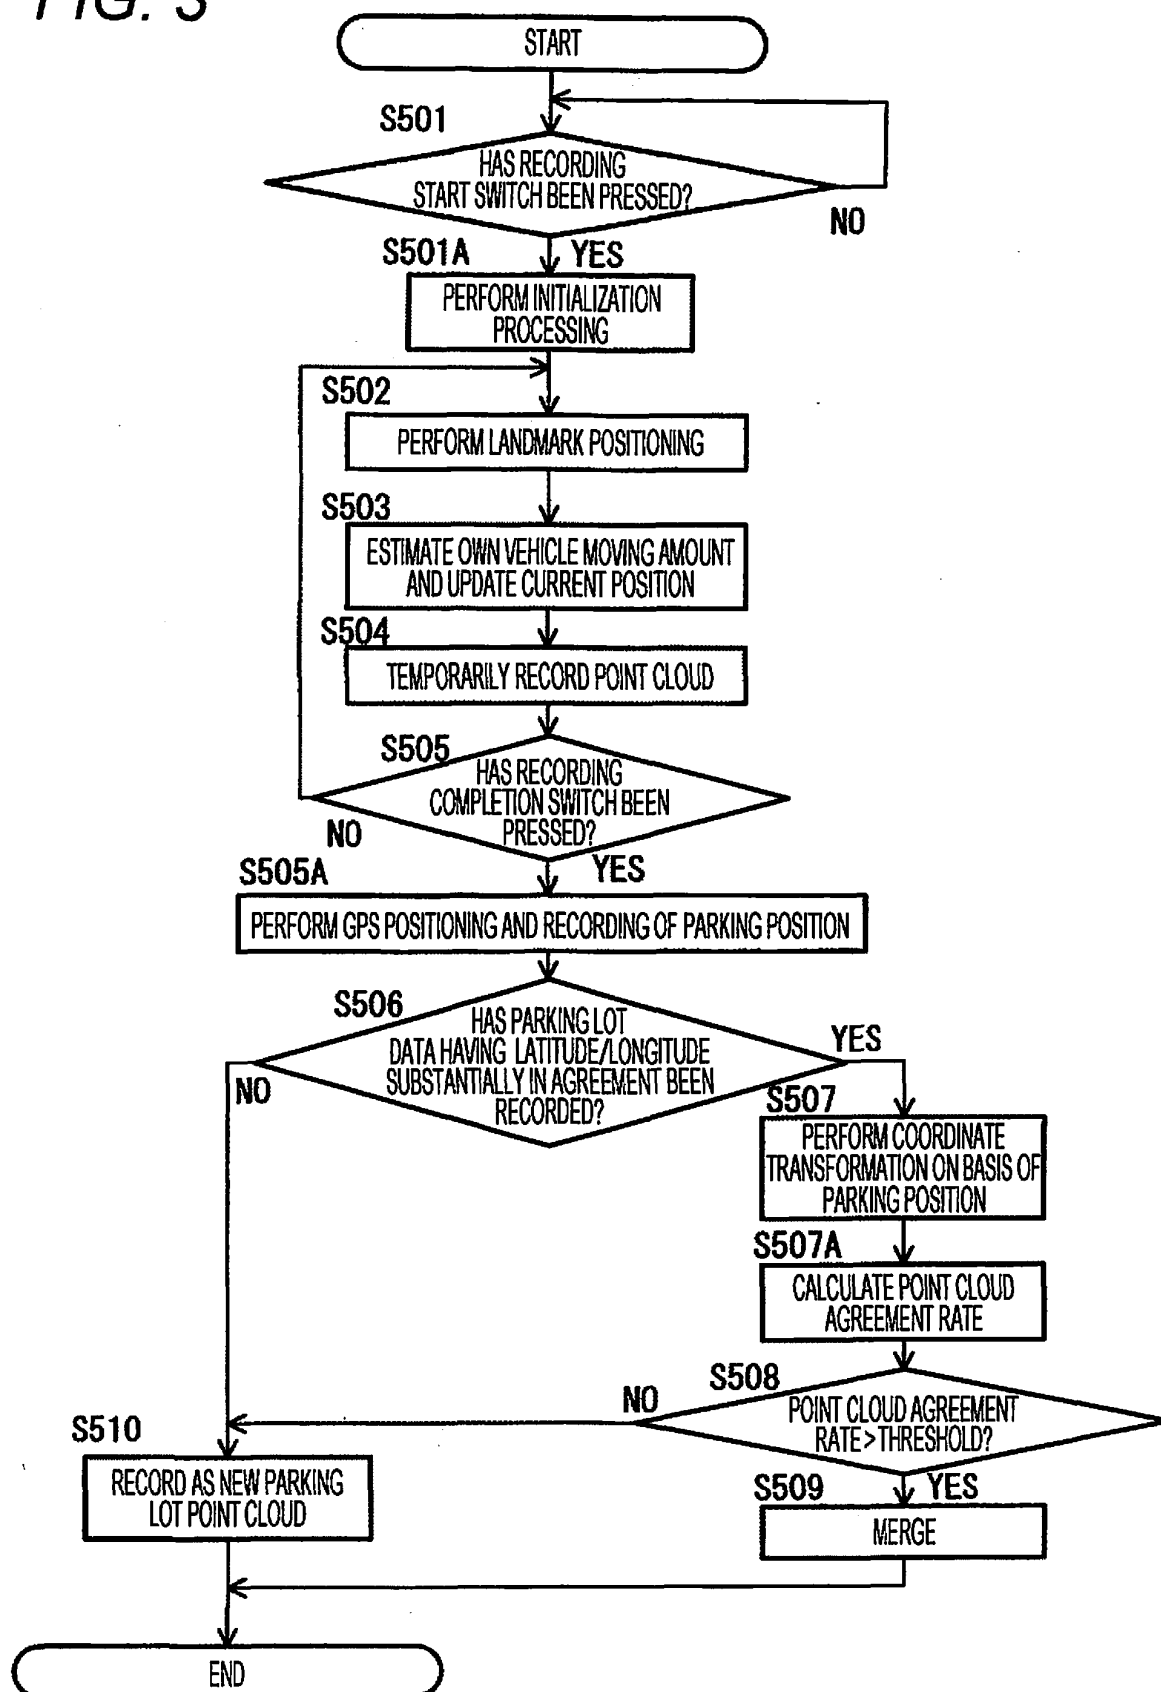 FIG. 3
START
S501
HAS RECORDING
START SWITCH BEEN PRESSED?
NO
S501A
YES
PERFORM INITIALIZATION
PROCESSING
S502
PERFORM LANDMARK POSITIONING
S503
ESTIMATE OWN VEHICLE MOVING AMOUNT
AND UPDATE CURRENT POSITION
S504
TEMPORARILY RECORD POINT CLOUD
S505
HAS RECORDING
COMPLETION SWITCH BEEN
PRESSED?
NO
YES
S505A
PERFORM GPS POSITIONING AND RECORDING OF PARKING POSITION
S506
HAS PARKING LOT
DATA HAVING LATITUDE/LONGITUDE
SUBSTANTIALLY IN AGREEMENT BEEN
RECORDED?
YES
NO
S507
PERFORM COORDINATE
TRANSFORMATION ON BASIS OF
PARKING POSITION
S507A
CALCULATE POINT CLOUD
AGREEMENT RATE
S508
NO
POINT CLOUD AGREEMENT
RATE>THRESHOLD?
S510
RECORD AS NEW PARKING
LOT POINT CLOUD
S509
YES
MERGE
END